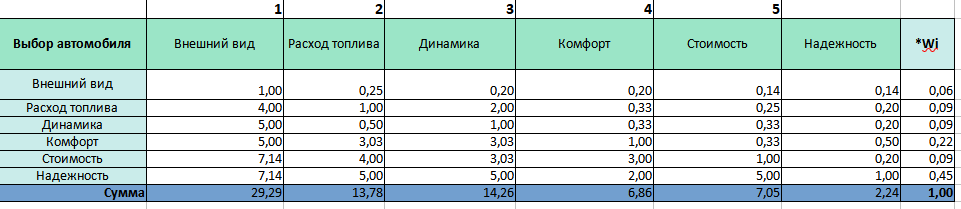 1 2 3 4 5
Выбор автомобиля Внешний вид Расход топлива Динамика Комфорт Стоимость Надежность *Wj
Внешний вид 1,00 0,25 0,20 0,20 0,14 0,14 0,06
Расход топлива 4,00 1,00 2,00 0,33 0,25 0,20 0,09
Динамика 5,00 0,50 1,00 0,33 0,33 0,20 0,09
Комфорт 5,00 3,03 3,03 1,00 0,33 0,50 0,22
Стоимость 7,14 4,00 3,03 3,00 1,00 0,20 0,09
Надежность 7,14 5,00 5,00 2,00 5,00 1,00 0,45
Сумма 29,29 13,78 14,26 6,86 7,05 2,24 1,00